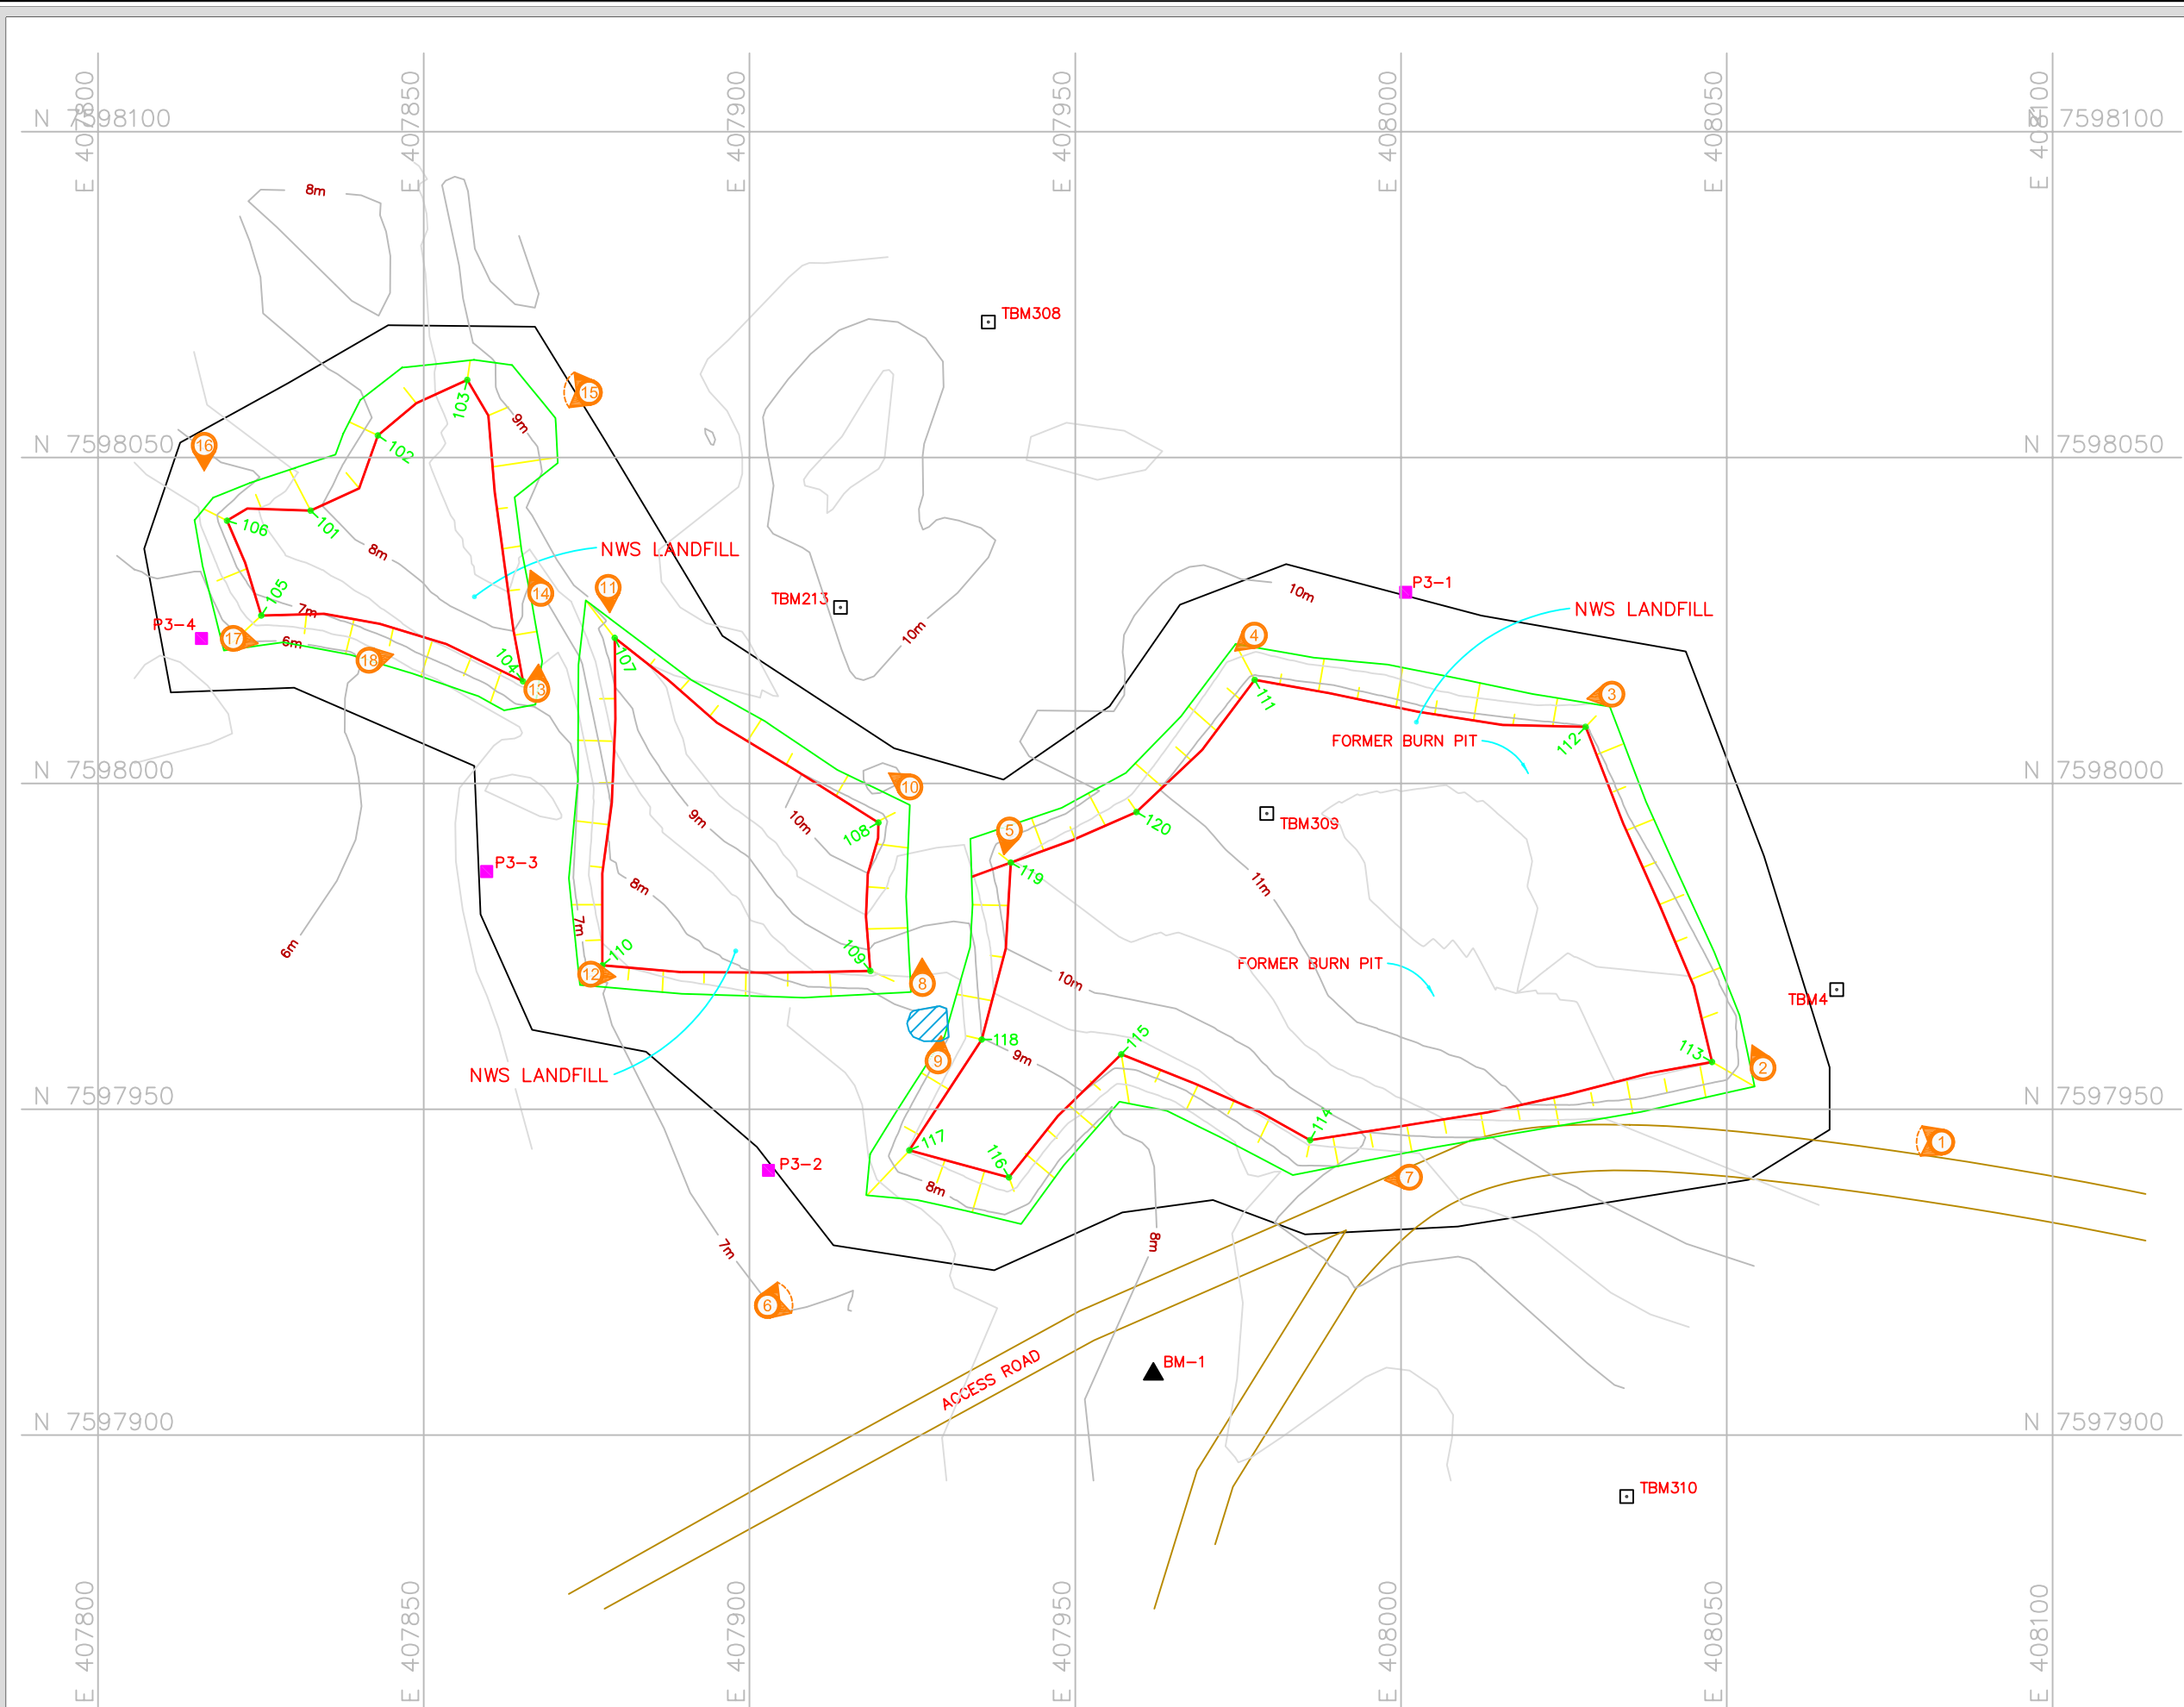 E 407800
E 407850
E 407900
E 407950
E 408000
E 408050
E 408100
N 7598100
N 7598100
8m
TBM308
15
103
9m
16
N 7598050
102
N 7598050
106
101
8m
NWS LANDFILL
14
11
105
7m
TBM213
P3-1
10m
NWS LANDFILL
P3-4
17
6m
18
104
13
107
10m
4
3
111
112
FORMER BURN PIT
N 7598000
10
N 7598000
9m
10m
108
5
120
TBM309
P3-3
8m
119
11m
7m
110
109
12
8
10m
FORMER BURN PIT
TBM4
6m
118
115
113
9
9m
2
NWS LANDFILL
N 7597950
N 7597950
117
114
1
116
P3-2
8m
7
7m
8m
6
BM-1
ACCESS ROAD
N 7597900
N 7597900
TBM310
E 407800
E 407850
E 407900
E 407950
E 408000
E 408050
E 408100